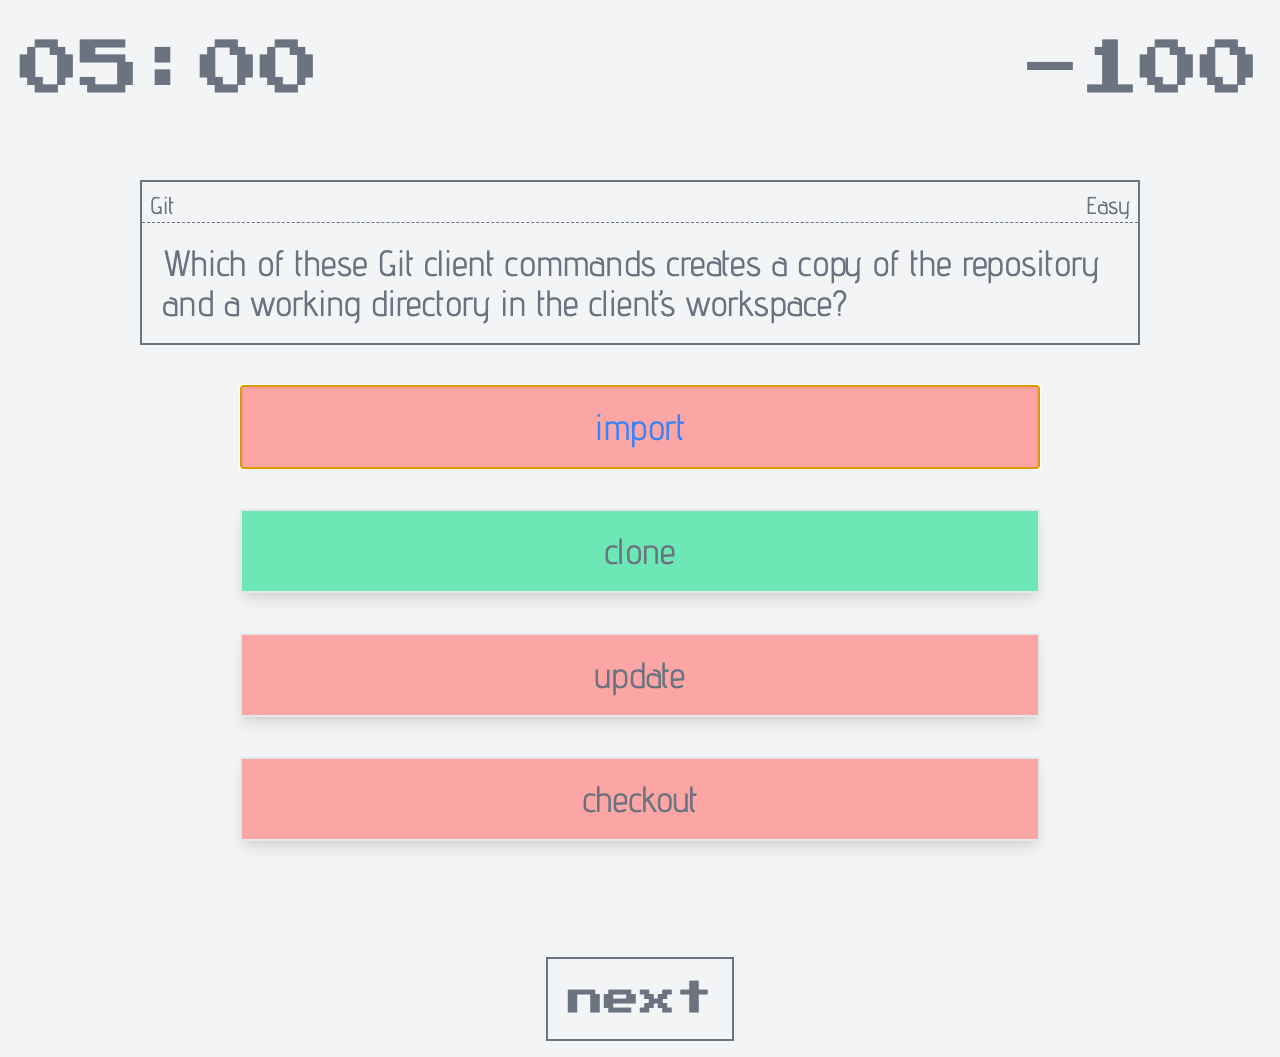 05:00
-100
Git
Easy
Which of these Git client commands creates a copy of the repository
and a working directory in the client's workspace?
import
clone
update
checkout
next